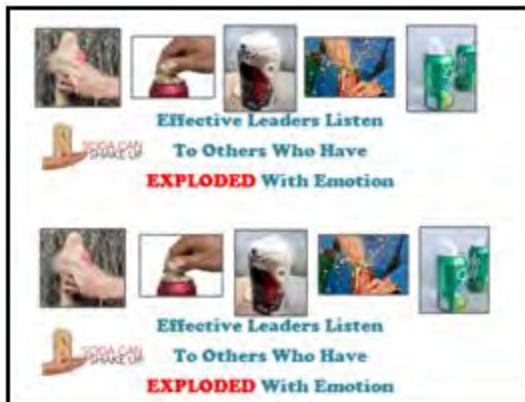 Effective Leaders Listen
SODA CAN
SHAKE UP
To Others Who Have
EXPLODED With Emotion
Effective Leaders Listen
SODA CAN
SHAKE UP
To Others Who Have
EXPLODED With Emotion